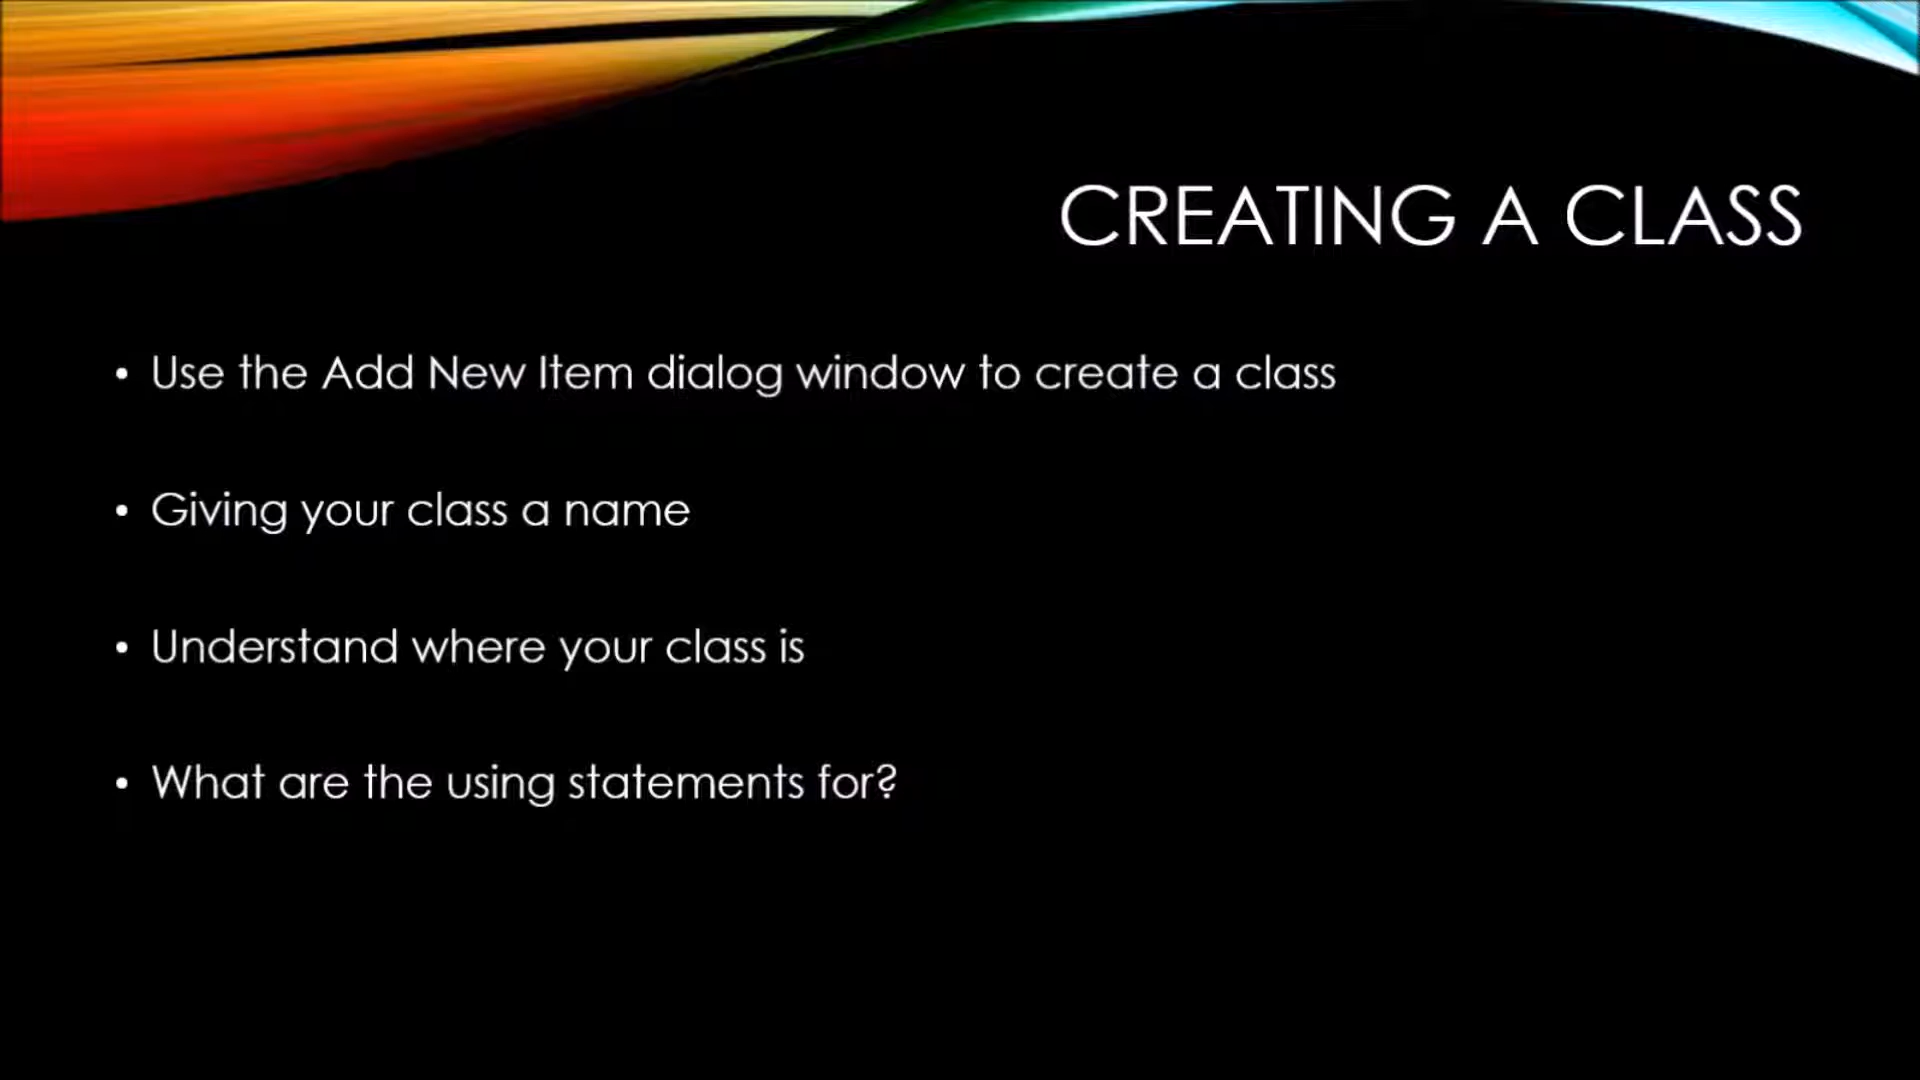 CREATING A CLASS
• Use the Add New Item dialog window to create a class
• Giving your class a name
• Understand where your class is
• What are the using statements for?